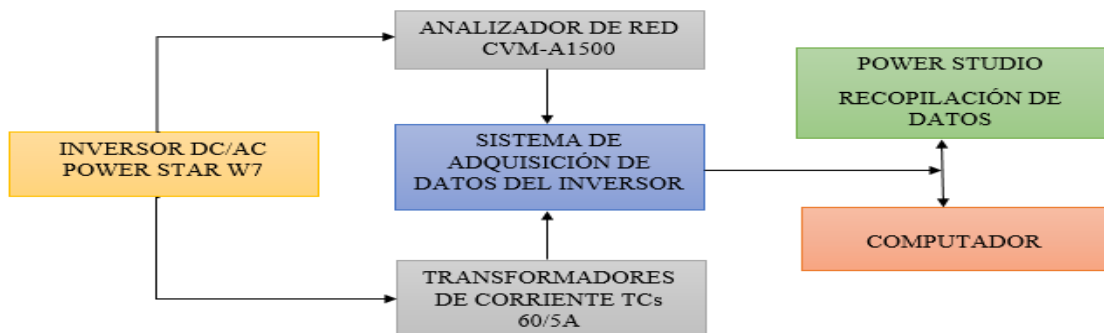 ANALIZADOR DE RED
CVM-A1500
POWER STUDIO
RECOPILACIÓN DE
DATOS
INVERSOR DC/AC
POWER STAR W7
SISTEMA DE
ADQUISICIÓN DE
DATOS DEL INVERSOR
COMPUTADOR
TRANSFORMADORES
DE CORRIENTE TCs
60/5A